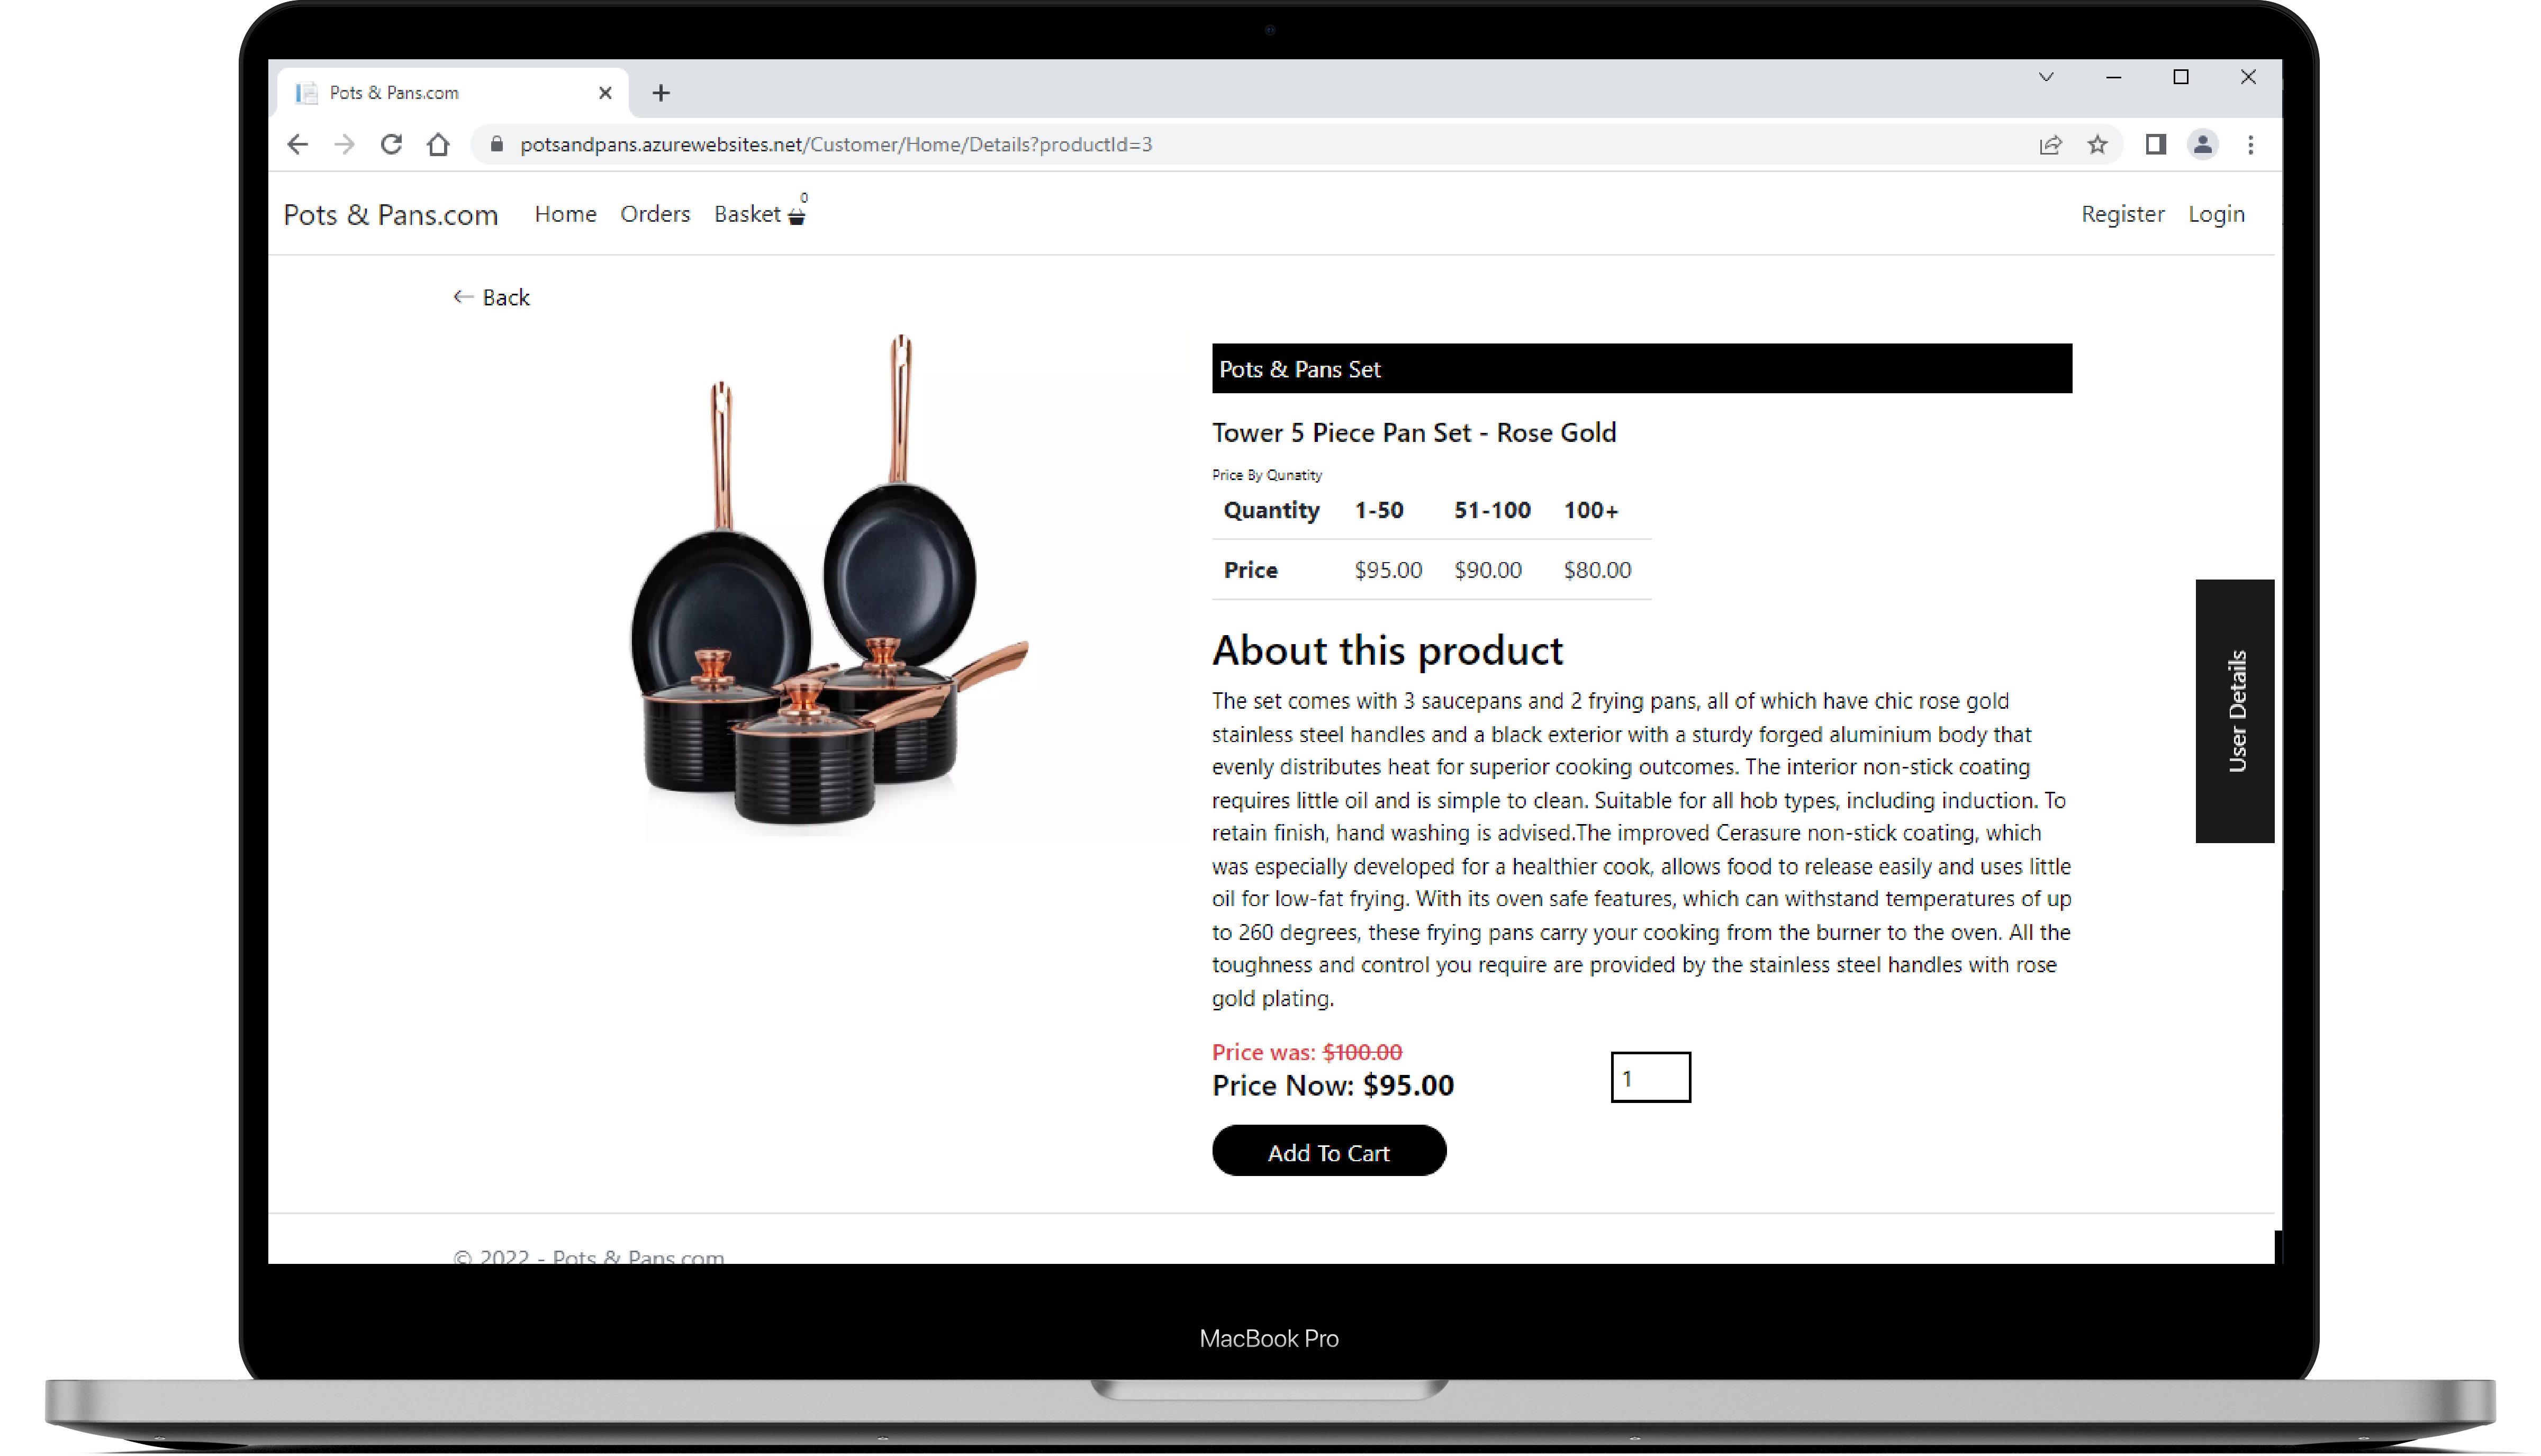 Pots & Pans.com
potsandpans.azurewebsites.net/Customer/Home/Details?productId=3
Pots & Pans.com Home Orders Basket 0 Register Login
← Back
Pots & Pans Set
Tower 5 Piece Pan Set - Rose Gold
Price By Qunatity
Quantity 1-50 51-100 100+
Price $95.00 $90.00 $80.00
User Details
About this product
The set comes with 3 saucepans and 2 frying pans, all of which have chic rose gold
stainless steel handles and a black exterior with a sturdy forged aluminium body that
evenly distributes heat for superior cooking outcomes. The interior non-stick coating
requires little oil and is simple to clean. Suitable for all hob types, including induction. To
retain finish, hand washing is advised.The improved Cerasure non-stick coating, which
was especially developed for a healthier cook, allows food to release easily and uses little
oil for low-fat frying. With its oven safe features, which can withstand temperatures of up
to 260 degrees, these frying pans carry your cooking from the burner to the oven. All the
toughness and control you require are provided by the stainless steel handles with rose
gold plating.
Price was: $100.00
Price Now: $95.00 1
Add To Cart
© 2022 - Pots & Pans.com
MacBook Pro